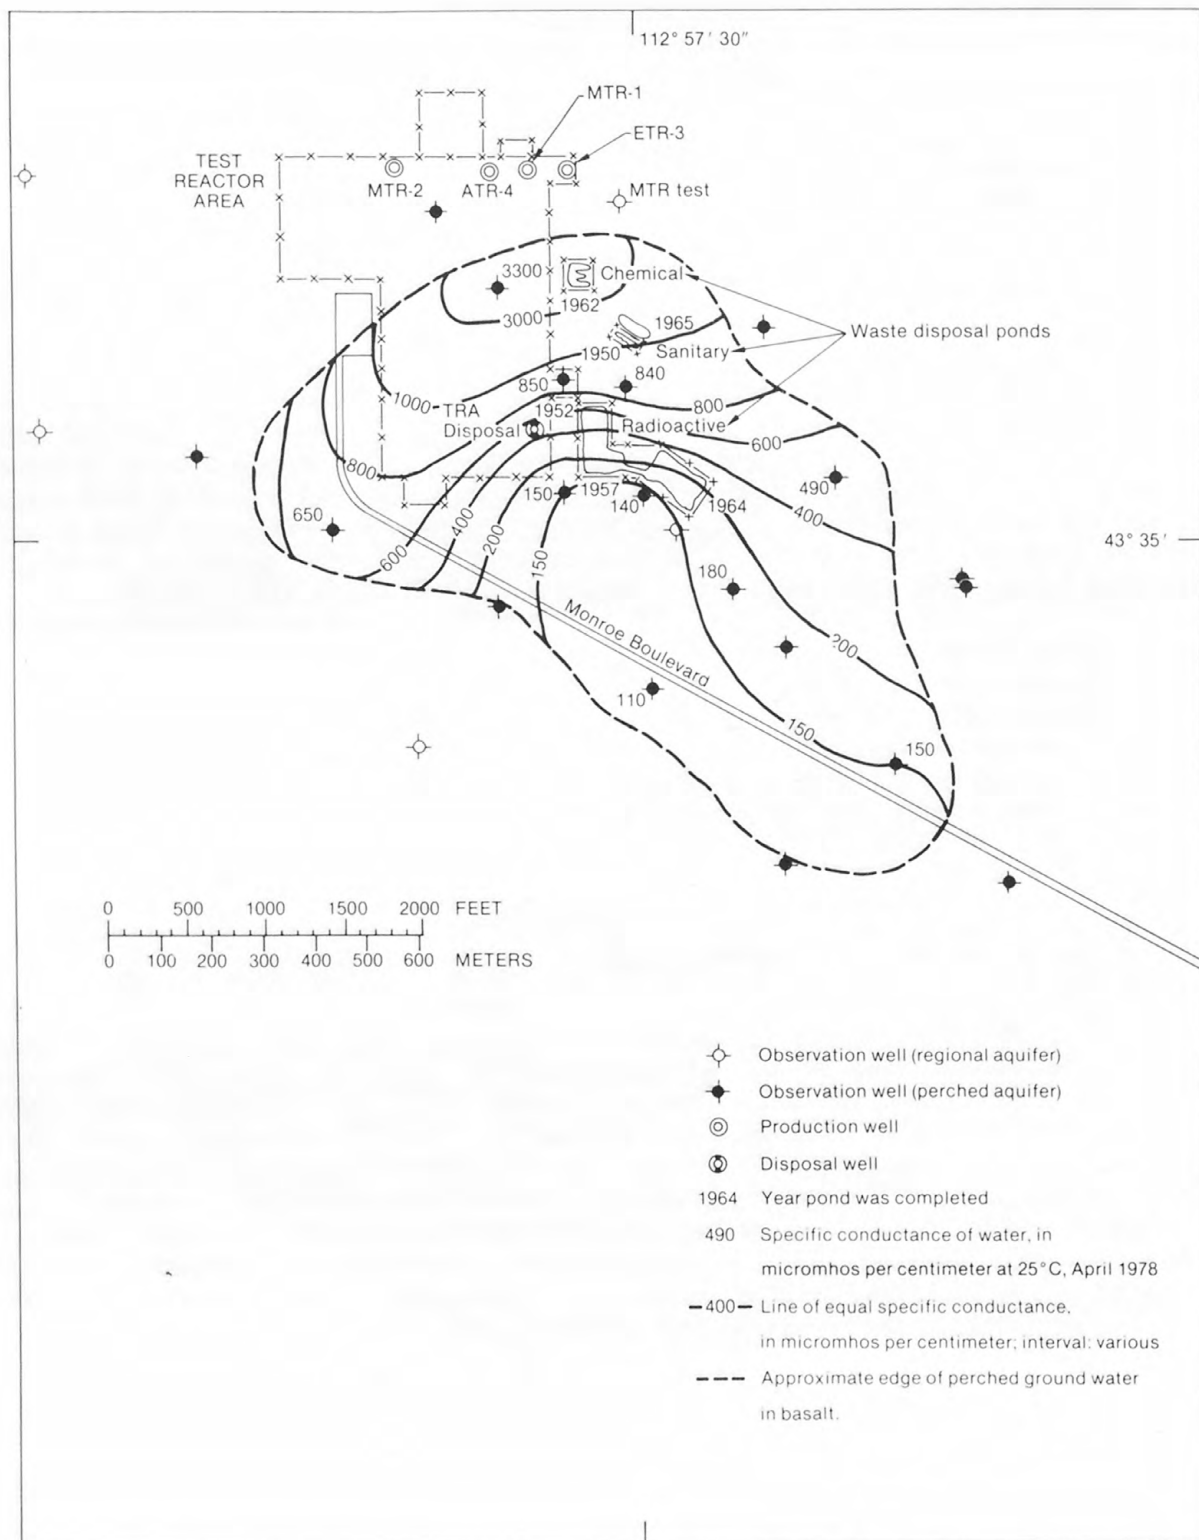 112° 57' 30"
MTR-1
ETR-3
TEST
REACTOR
AREA
MTR-2
ATR-4
MTR test
3300
Chemical
1962
3000
1965
Waste disposal ponds
1950
Sanitary
850
840
1000
TRA
Disposal
1952
800
Radioactive
600
800
150
1957
140
1964
490
400
650
43° 35'
600
400
200
150
180
Monroe Boulevard
200
110
150
150
0 500 1000 1500 2000 FEET
0 100 200 300 400 500 600 METERS
Observation well (regional aquifer)
Observation well (perched aquifer)
Production well
Disposal well
1964 Year pond was completed
490 Specific conductance of water, in
micromhos per centimeter at 25°C, April 1978
400 Line of equal specific conductance,
in micromhos per centimeter; interval: various
Approximate edge of perched ground water
in basalt.